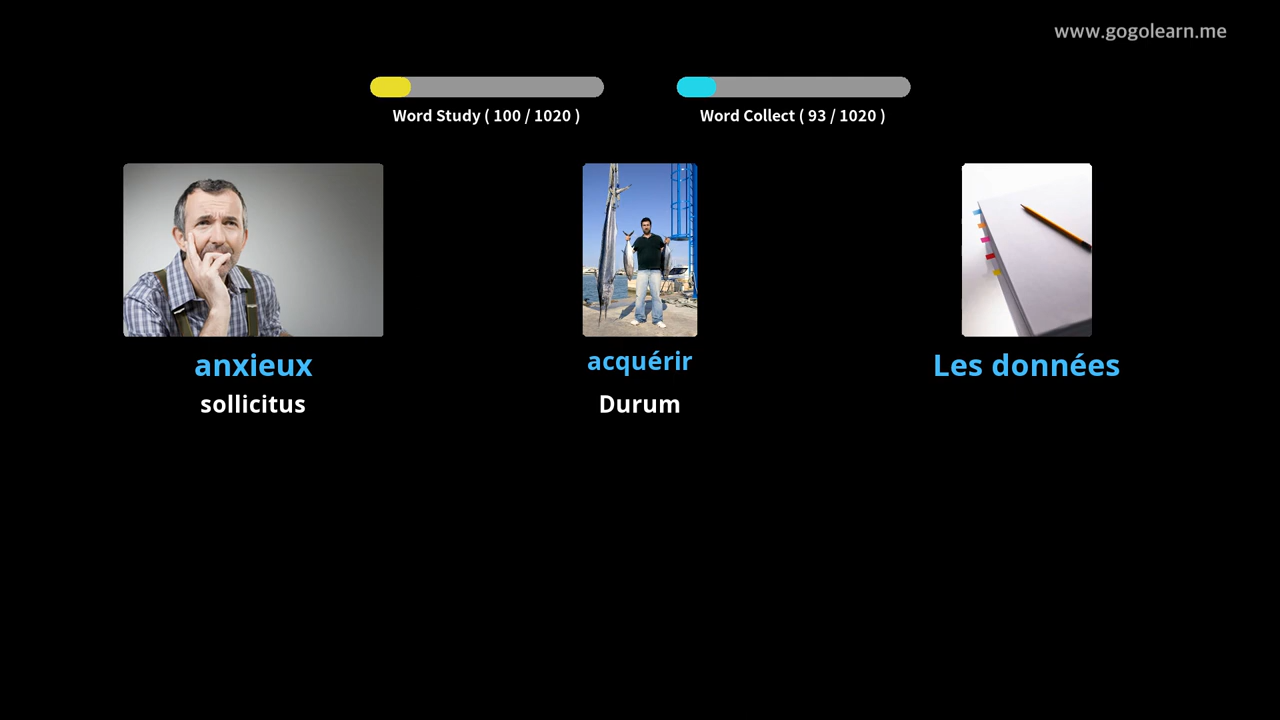 www.gogolearn.me
Word Study ( 100 / 1020 )
Word Collect ( 93 / 1020 )
anxieux
acquérir
Les données
sollicitus
Durum